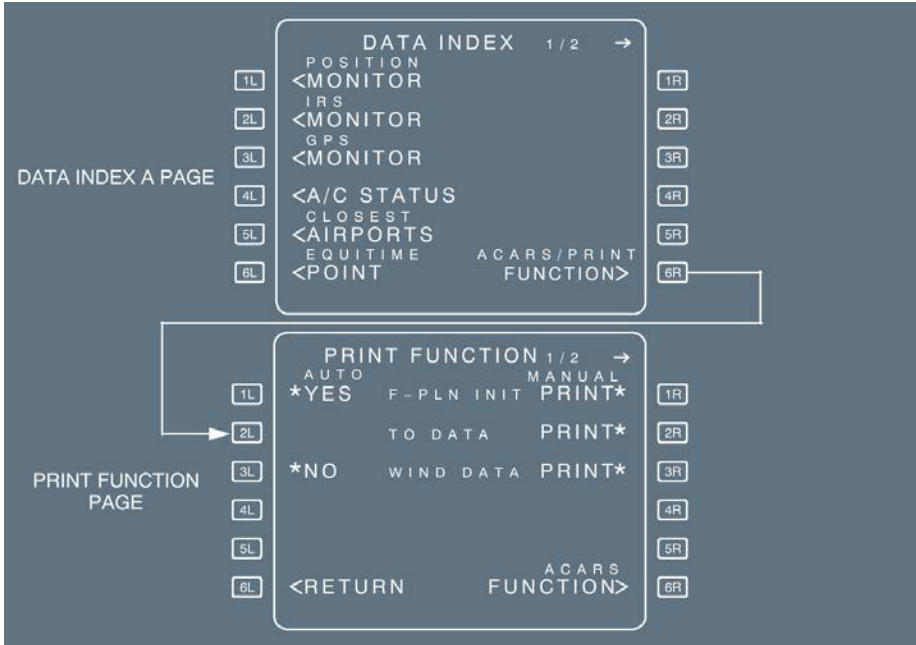 DATA INDEX 1/2 →
POSITION
1L <MONITOR 1R
IRS
2L <MONITOR 2R
GPS
3L <MONITOR 3R
DATA INDEX A PAGE
4L <A/C STATUS 4R
CLOSEST
5L <AIRPORTS 5R
EQUITIME ACARS/PRINT
6L <POINT FUNCTION> 6R
PRINT FUNCTION 1/2 →
AUTO MANUAL
1L *YES F-PLN INIT PRINT* 1R
2L TO DATA PRINT* 2R
3L *NO WIND DATA PRINT* 3R
PRINT FUNCTION
PAGE
4L 4R
5L 5R
ACARS
6L <RETURN FUNCTION> 6R